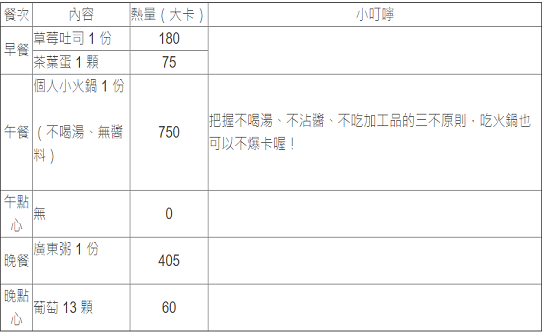 餐次 內容 熱量（大卡） 小叮嚀
早餐 草莓吐司 1 份 180
茶葉蛋 1 顆 75
午餐 個人小火鍋 1 份
（不喝湯、無醬
料） 750
把握不喝湯、不沾醬、不吃加工品的三不原則，吃火鍋也
可以不爆卡喔！
午點
心 無 0
晚餐 廣東粥 1 份 405
晚點
心 葡萄 13 顆 60